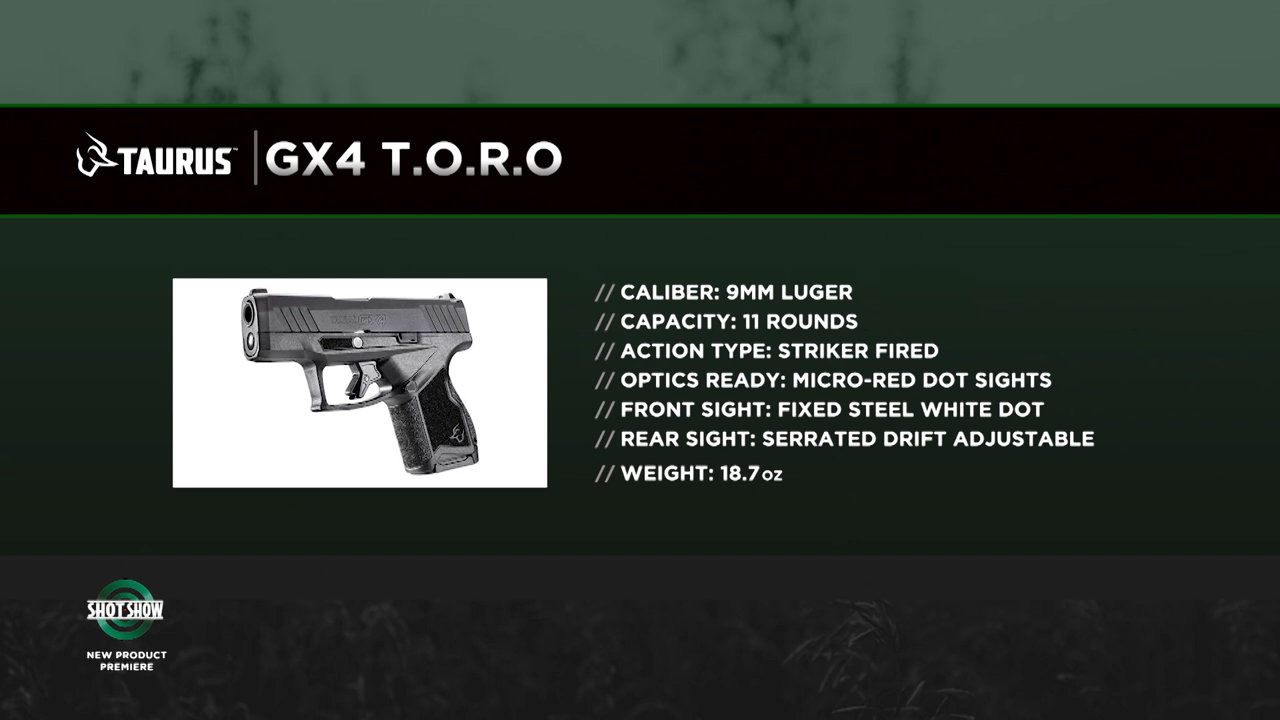 TAURUS™ | GX4 T.O.R.O
// CALIBER: 9MM LUGER
// CAPACITY: 11 ROUNDS
// ACTION TYPE: STRIKER FIRED
// OPTICS READY: MICRO-RED DOT SIGHTS
// FRONT SIGHT: FIXED STEEL WHITE DOT
// REAR SIGHT: SERRATED DRIFT ADJUSTABLE
// WEIGHT: 18.7oz
SHOT SHOW
NEW PRODUCT
PREMIERE